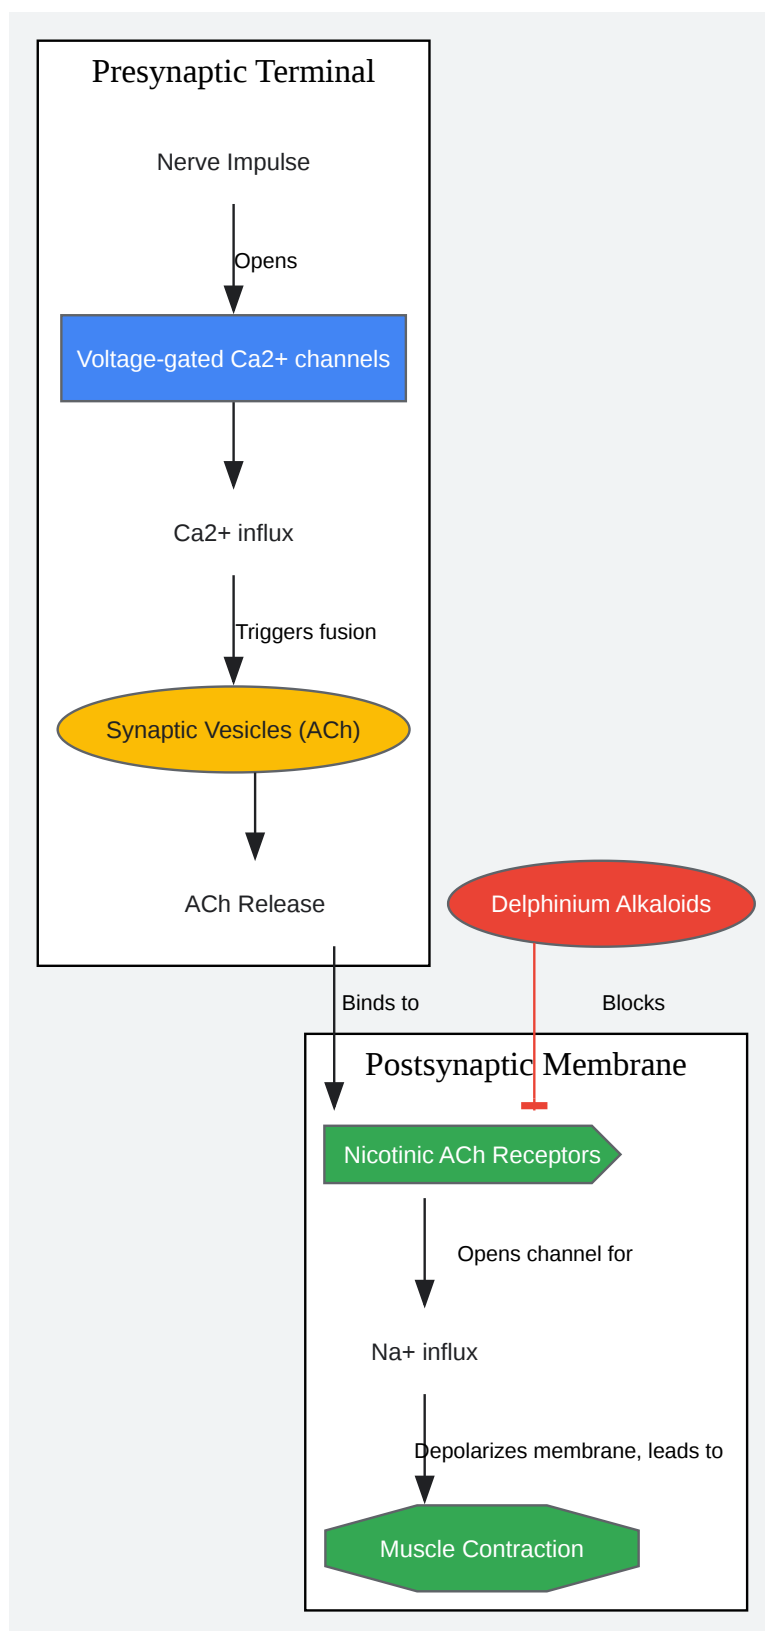 Presynaptic Terminal
Nerve Impulse
Opens
Voltage-gated Ca2+ channels
Ca2+ influx
Triggers fusion
Synaptic Vesicles (ACh)
ACh Release
Delphinium Alkaloids
Binds to
Blocks
Postsynaptic Membrane
Nicotinic ACh Receptors
Opens channel for
Na+ influx
Depolarizes membrane, leads to
Muscle Contraction